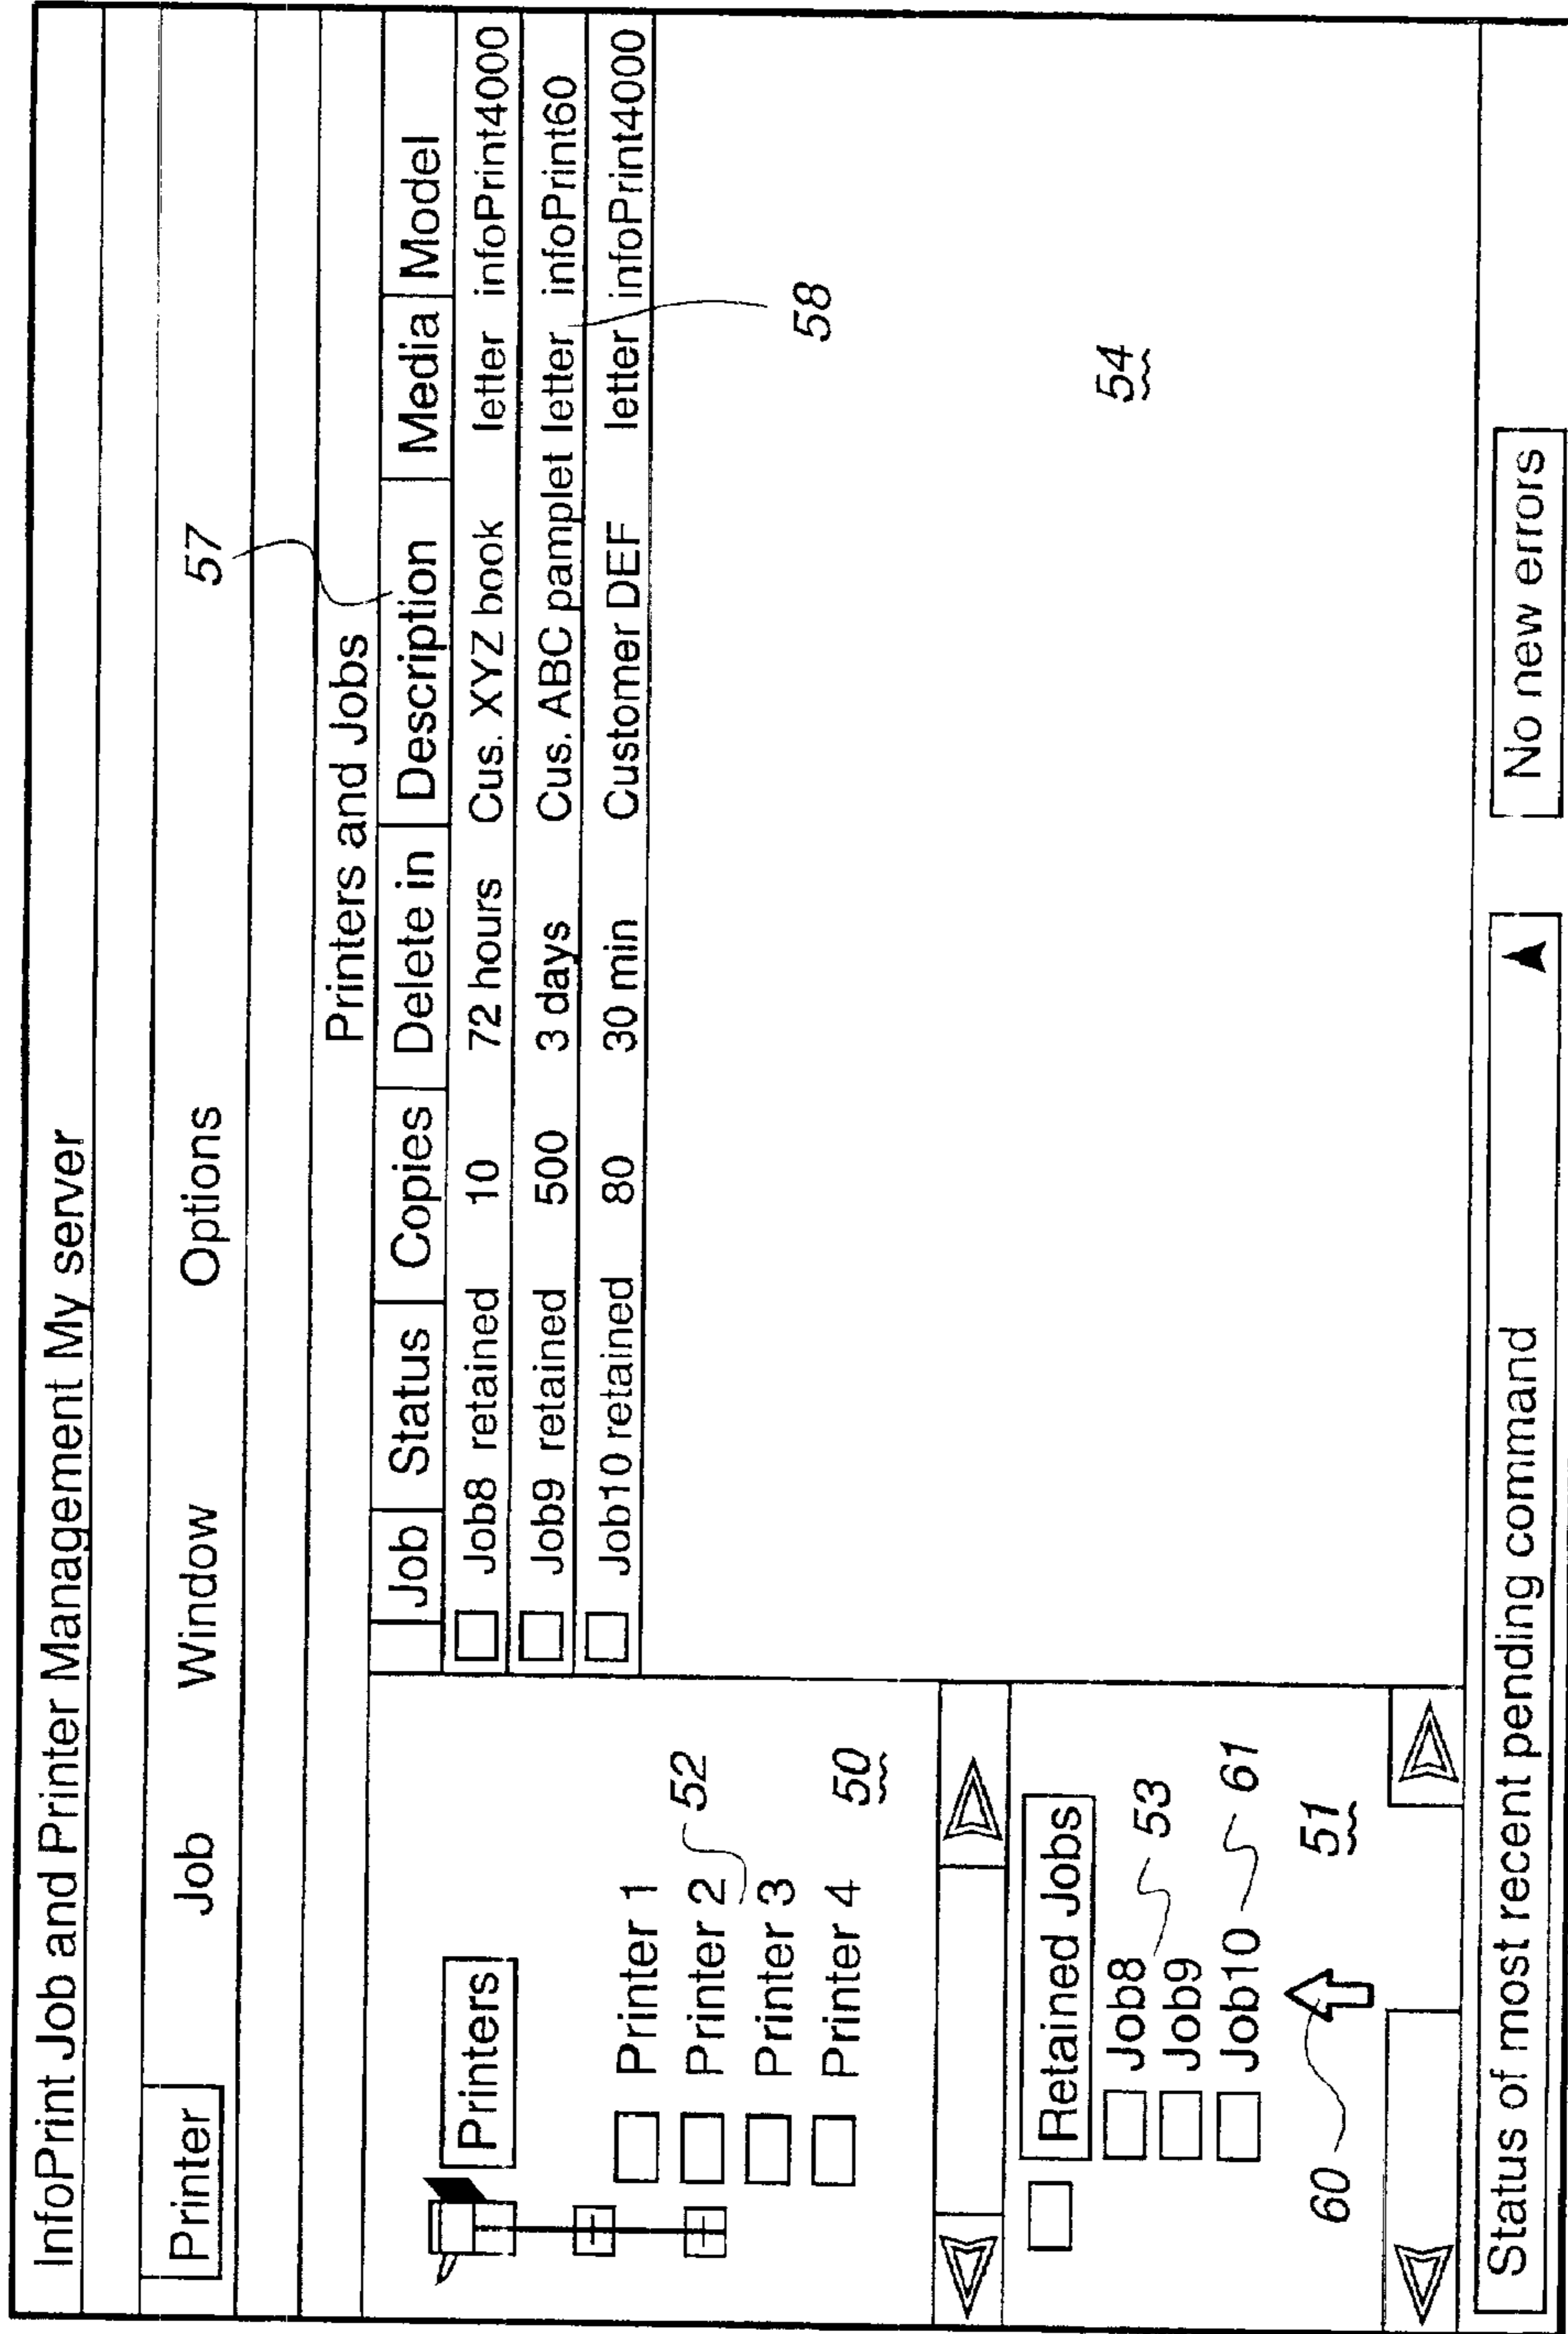 InfoPrint Job and Printer Management My server
Printer Job Window Options
57
Printers and Jobs
Job Status Copies Delete in Description Media Model
Job8 retained 10 72 hours Cus. XYZ book letter infoPrint4000
Job9 retained 500 3 days Cus. ABC pamplet letter infoPrint60
Job10 retained 80 30 min Customer DEF letter infoPrint4000
58
54
Printers
Printer 1
Printer 2
52
Printer 3
Printer 4
50
Retained Jobs
Job8
53
Job9
Job10
61
60
51
Status of most recent pending command
No new errors